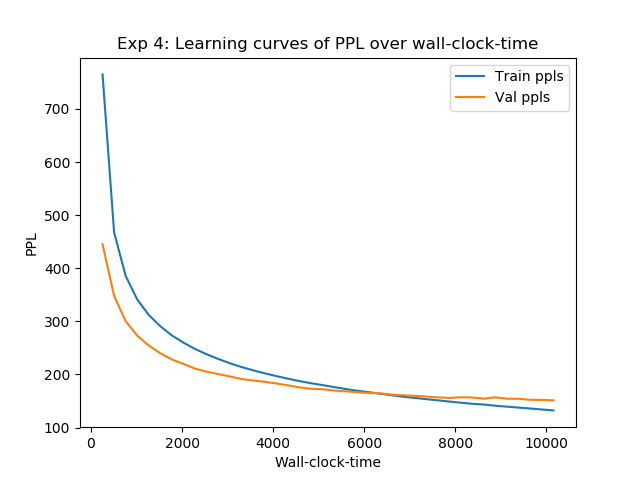 Exp 4: Learning curves of PPL over wall-clock-time
Train ppls
Val ppls
PPL
700
600
500
400
300
200
100
0
2000
4000
6000
8000
10000
Wall-clock-time